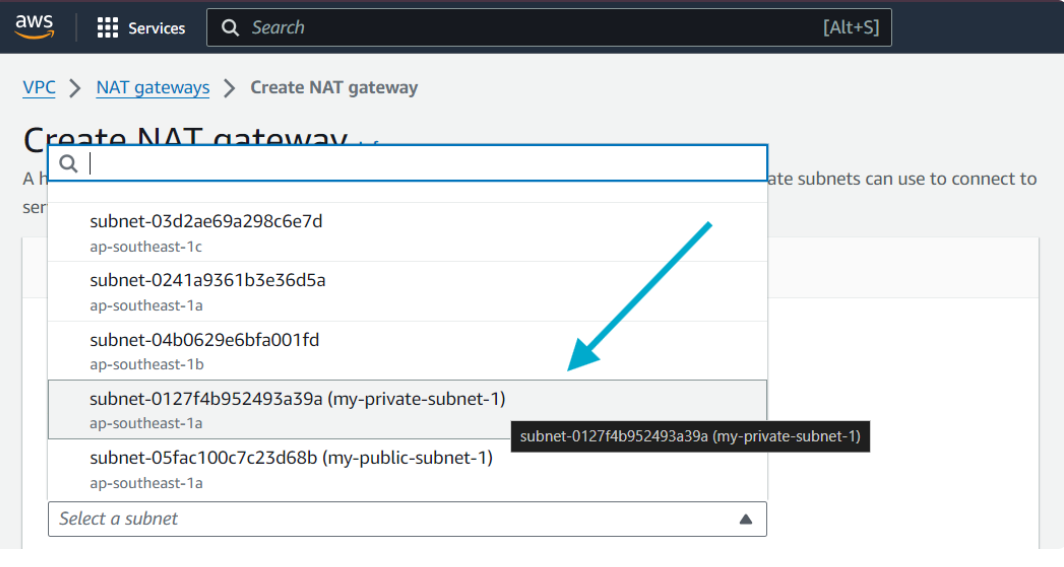 aws
Services
Search
[Alt+S]
VPC > NAT gateways > Create NAT gateway
Create NAT gateway
ate subnets can use to connect to
subnet-03d2ae69a298c6e7d
ap-southeast-1c
subnet-0241a9361b3e36d5a
ap-southeast-1a
subnet-04b0629e6bfa001fd
ap-southeast-1b
subnet-0127f4b952493a39a (my-private-subnet-1)
ap-southeast-1a
subnet-0127f4b952493a39a (my-private-subnet-1)
subnet-05fac100c7c23d68b (my-public-subnet-1)
ap-southeast-1a
Select a subnet